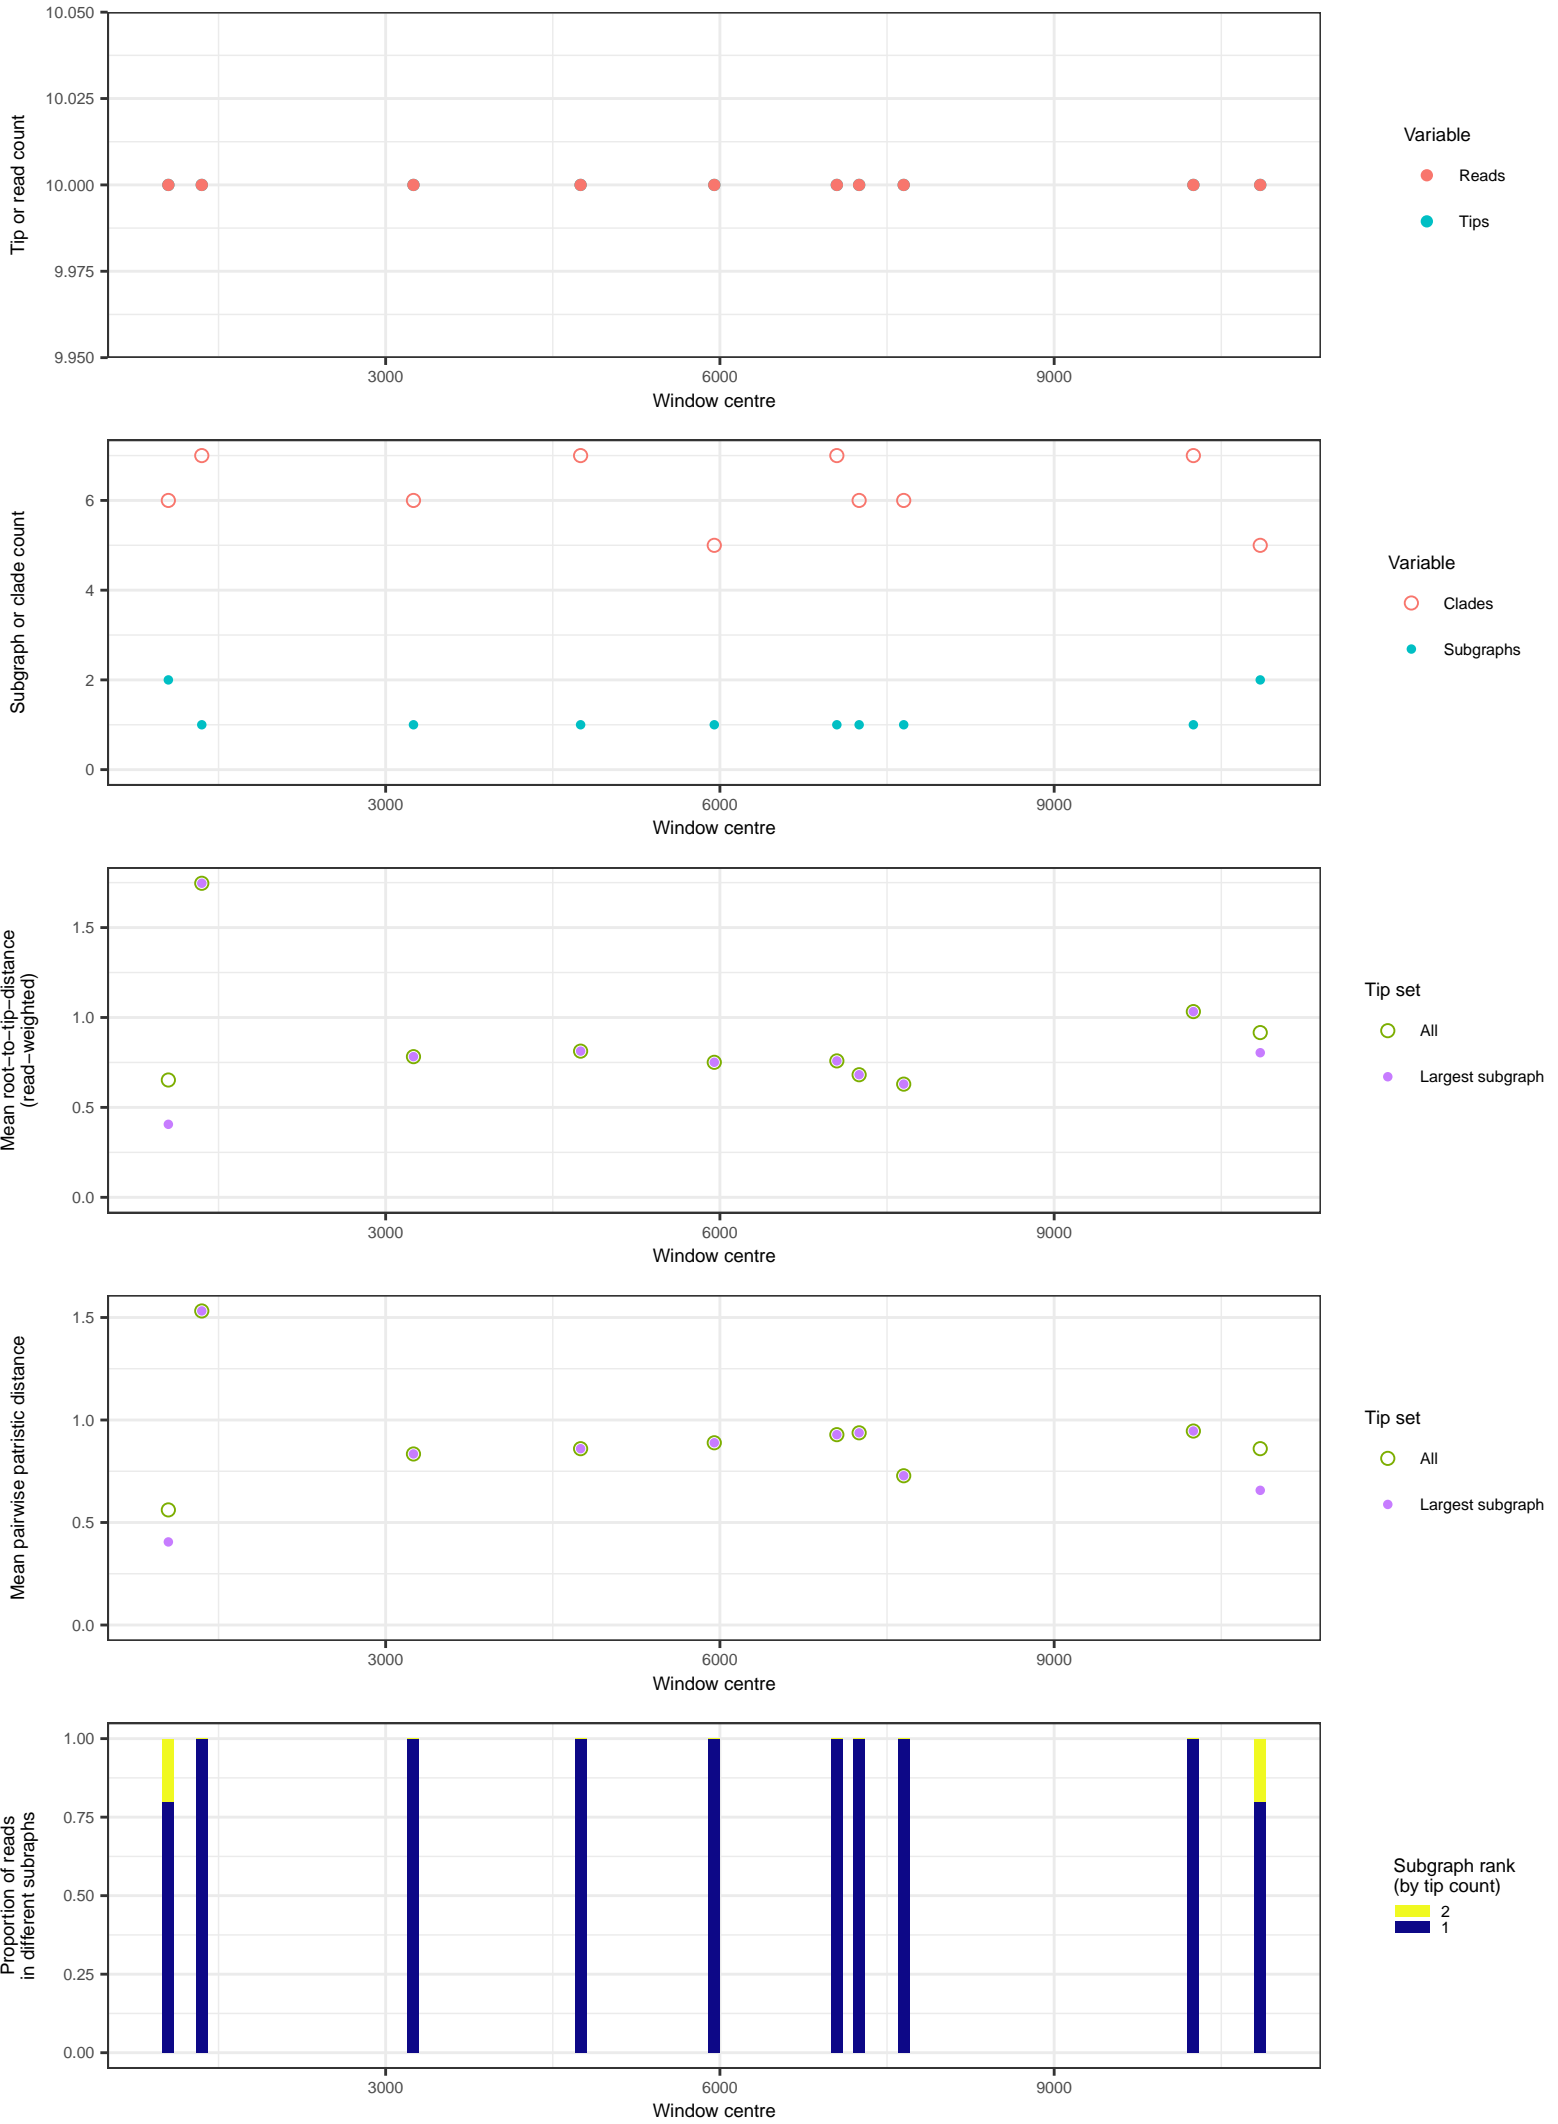 10.050
10.025
10.000
9.975
9.950
Tip or read count
3000
6000
9000
Window centre
Variable
Reads
Tips
6
4
2
0
Subgraph or clade count
3000
6000
9000
Window centre
Variable
Clades
Subgraphs
1.5
1.0
0.5
0.0
Mean root−to−tip−distance
(read−weighted)
3000
6000
9000
Window centre
Tip set
All
Largest subgraph
1.5
1.0
0.5
0.0
Mean pairwise patristic distance
3000
6000
9000
Window centre
Tip set
All
Largest subgraph
1.00
0.75
0.50
0.25
0.00
Proportion of reads
in different subraphs
3000
6000
9000
Window centre
Subgraph rank
(by tip count)
2
1